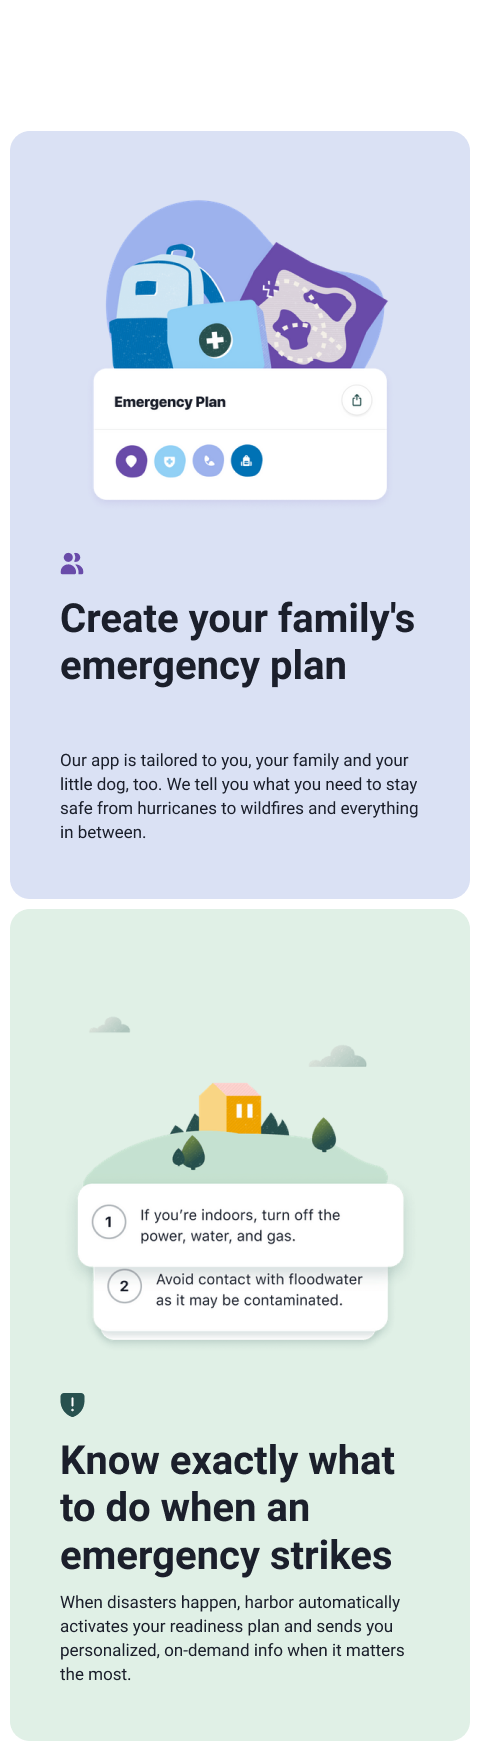 Emergency Plan
Create your family's
emergency plan
Our app is tailored to you, your family and your
little dog, too. We tell you what you need to stay
safe from hurricanes to wildfires and everything
in between.
1
If you’re indoors, turn off the
power, water, and gas.
2
Avoid contact with floodwater
as it may be contaminated.
Know exactly what
to do when an
emergency strikes
When disasters happen, harbor automatically
activates your readiness plan and sends you
personalized, on-demand info when it matters
the most.